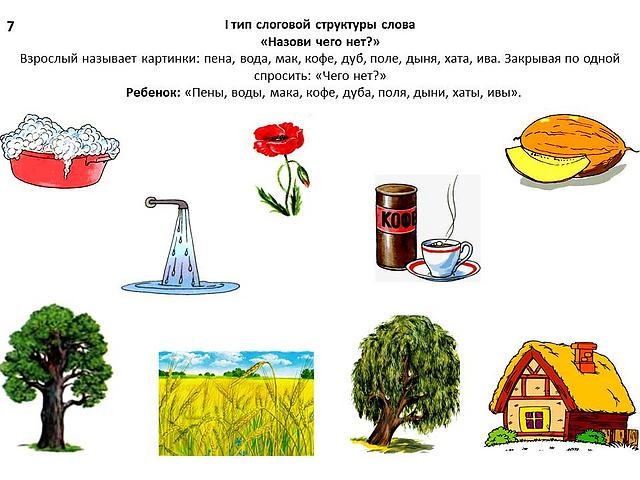 7
I тип слоговой структуры слова
«Назови чего нет?»
Взрослый называет картинки: пена, вода, мак, кофе, дуб, поле, дыня, хата, ива. Закрывая по одной
спросить: «Чего нет?»
Ребенок: «Пены, воды, мака, кофе, дуба, поля, дыни, хаты, ивы».
КОФЕ